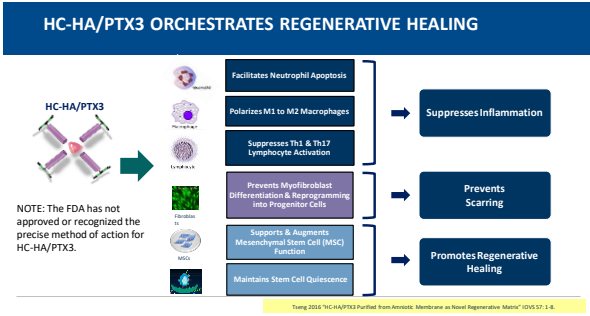 HC-HA/PTX3 ORCHESTRATES REGENERATIVE HEALING
HC-HA/PTX3
NOTE: The FDA has not
approved or recognized the
precise method of action for
HC-HA/PTX3.
neutrophil
Macrophage
Lymphocyte
Fibroblas
ts
MSCs
Facilitates Neutrophil Apoptosis
Polarizes M1 to M2 Macrophages
Suppresses Th1 & Th17
Lymphocyte Activation
Prevents Myofibroblast
Differentiation & Reprogramming
into Progenitor Cells
Supports & Augments
Mesenchymal Stem Cell (MSC)
Function
Maintains Stem Cell Quiescence
Suppresses Inflammation
Prevents
Scarring
Promotes Regenerative
Healing
Tseng 2016 "HC-HA/PTX3 Purified from Amniotic Membrane as Novel Regenerative Matrix" IOVS 57: 1-8.